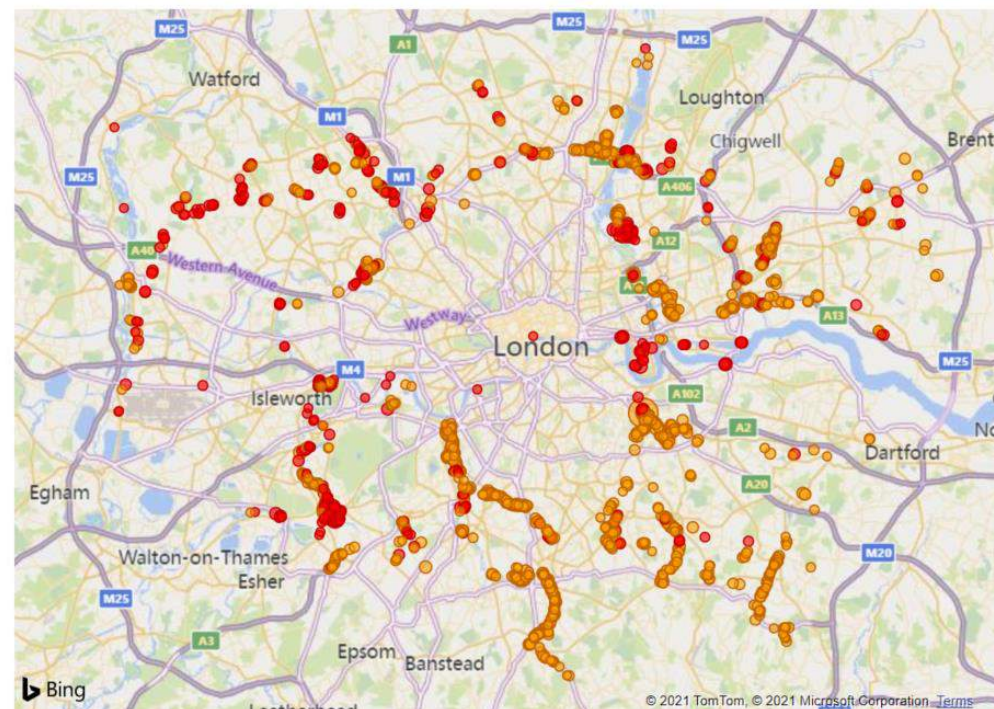 M25
A1
M25
Watford
Loughton
M1
Chigwell
Brent
M25
M1
A406
A12
A40
Western Avenue
Westway
A13
London
M25
M4
Isleworth
A102
A2
Dartford
A20
Egham
Walton-on-Thames
M20
Esher
M25
A3
Epsom
Banstead
Bing
© 2021 TomTom, © 2021 Microsoft Corporation Terms